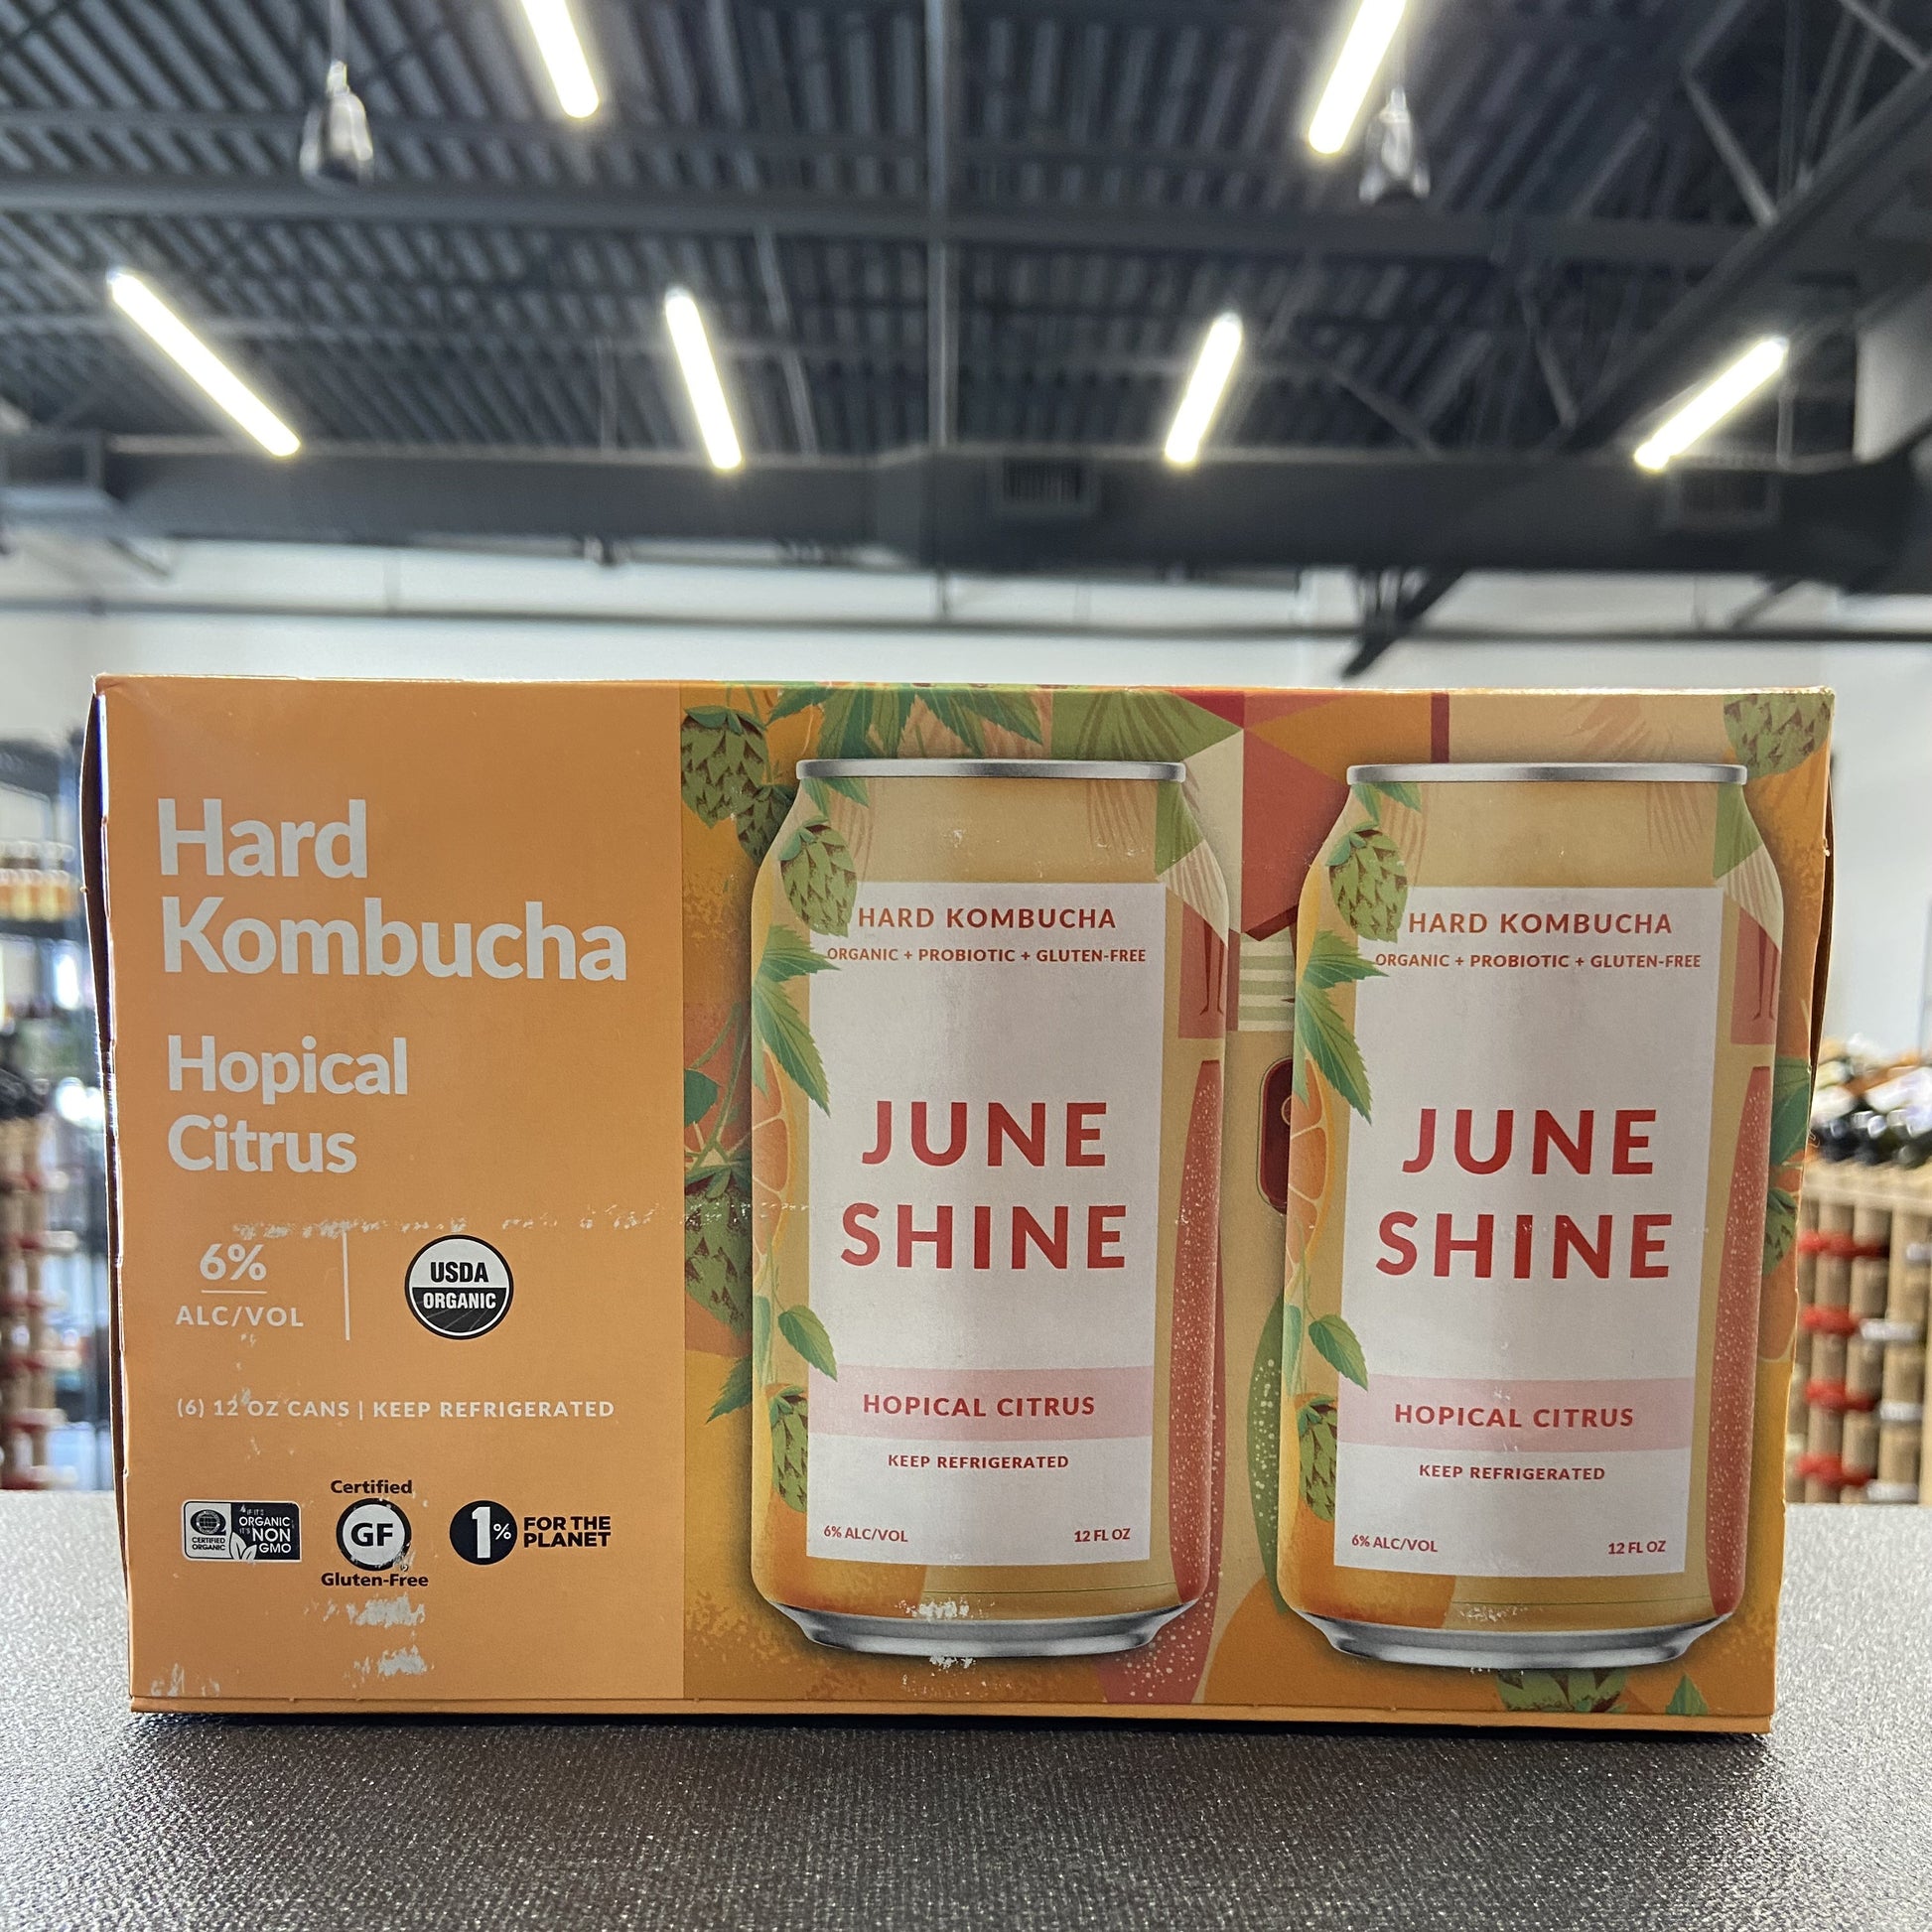 Hard
Kombucha
Hopical
Citrus
6%
ALC/VOL
USDA
ORGANIC
(6) 12 OZ CANS | KEEP REFRIGERATED
CERTIFIED
ORGANIC
IF IT'S
ORGANIC
IT'S NON
GMO
Certified
GF
Gluten-Free
1% FOR THE
PLANET
HARD KOMBUCHA
ORGANIC + PROBIOTIC + GLUTEN-FREE
JUNE
SHINE
HOPICAL CITRUS
KEEP REFRIGERATED
6% ALC/VOL 12 FL OZ
HARD KOMBUCHA
ORGANIC + PROBIOTIC + GLUTEN-FREE
JUNE
SHINE
HOPICAL CITRUS
KEEP REFRIGERATED
6% ALC/VOL 12 FL OZ